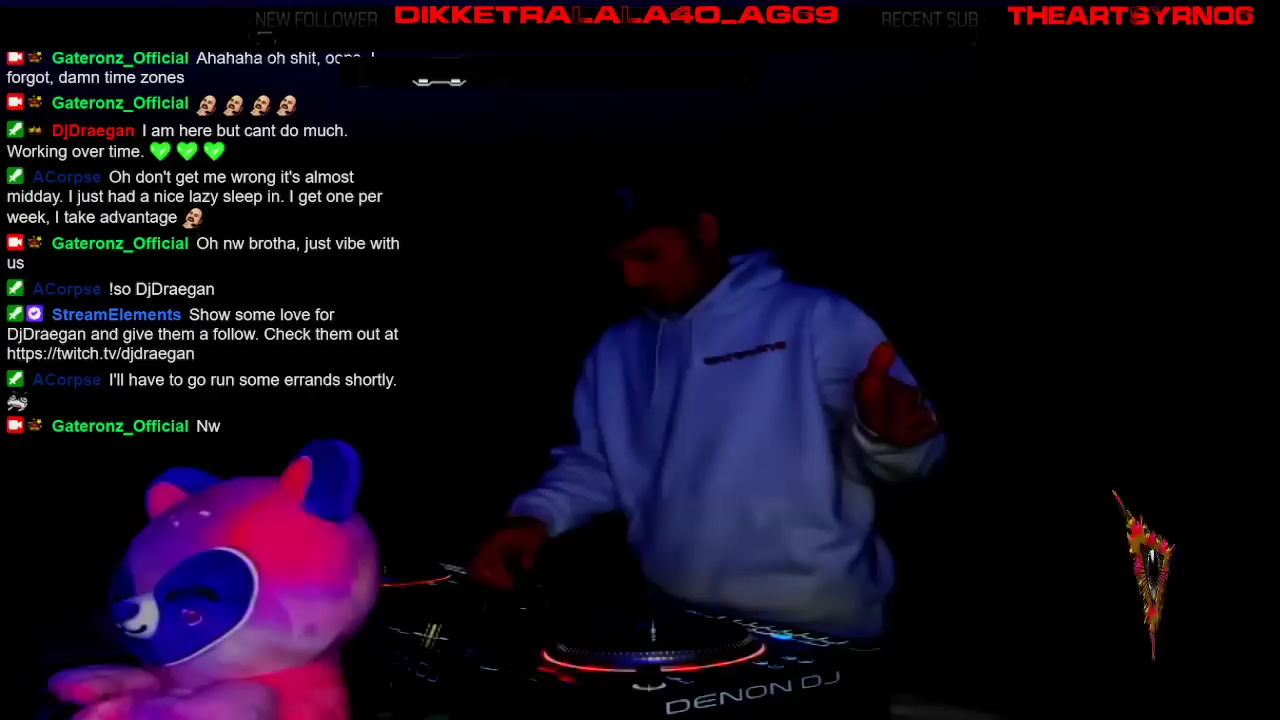 NEW FOLLOWER DIKKETRALALA40_AG69 RECENT SUB THEARTSYRN0G
Gateronz_Official Ahahaha oh shit, oops, I
forgot, damn time zones
Gateronz_Official
DjDraegan I am here but cant do much.
Working over time.
ACorpse Oh don't get me wrong it's almost
midday. I just had a nice lazy sleep in. I get one per
week, I take advantage
Gateronz_Official Oh nw brotha, just vibe with
us
ACorpse !so DjDraegan
StreamElements Show some love for
DjDraegan and give them a follow. Check them out at
https://twitch.tv/djdraegan
ACorpse I'll have to go run some errands shortly.
Gateronz_Official Nw
DENON DJ